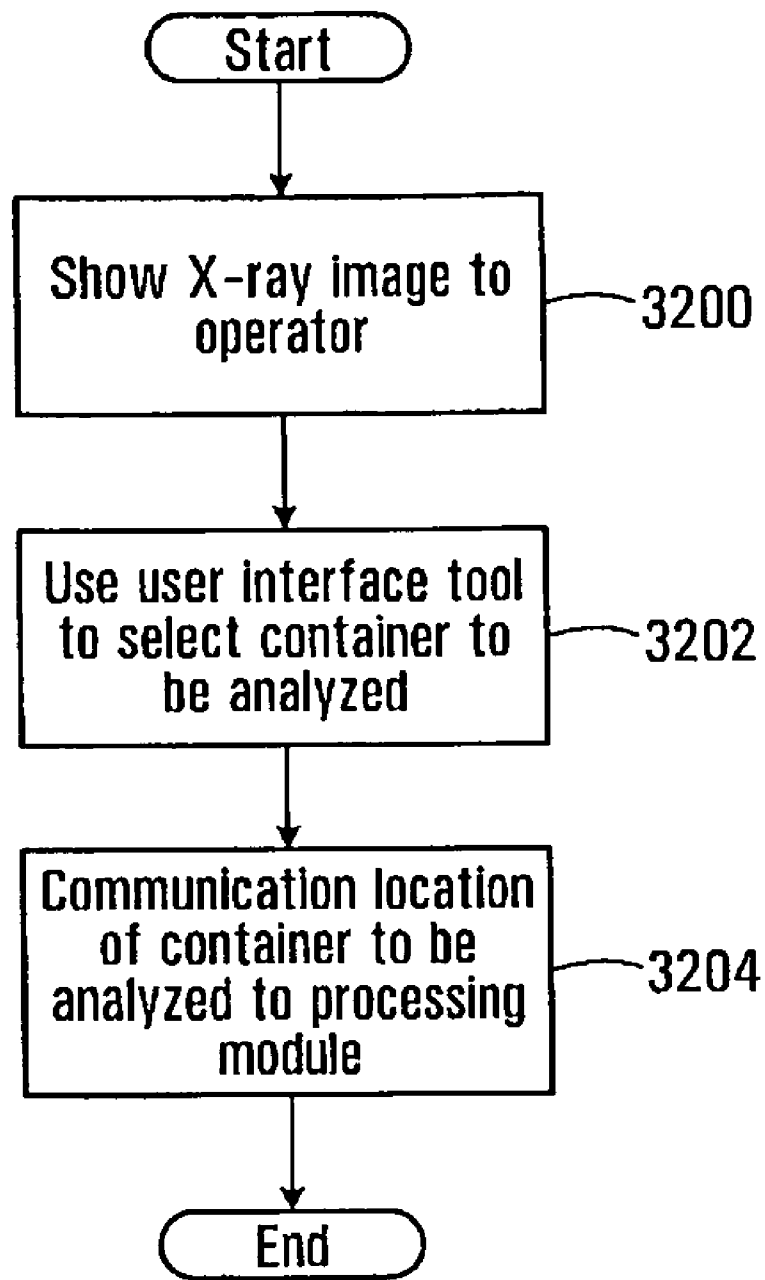 Start
Show X-ray image to
operator
3200
Use user interface tool
to select container to
be analyzed
3202
Communication location
of container to be
analyzed to processing
module
3204
End